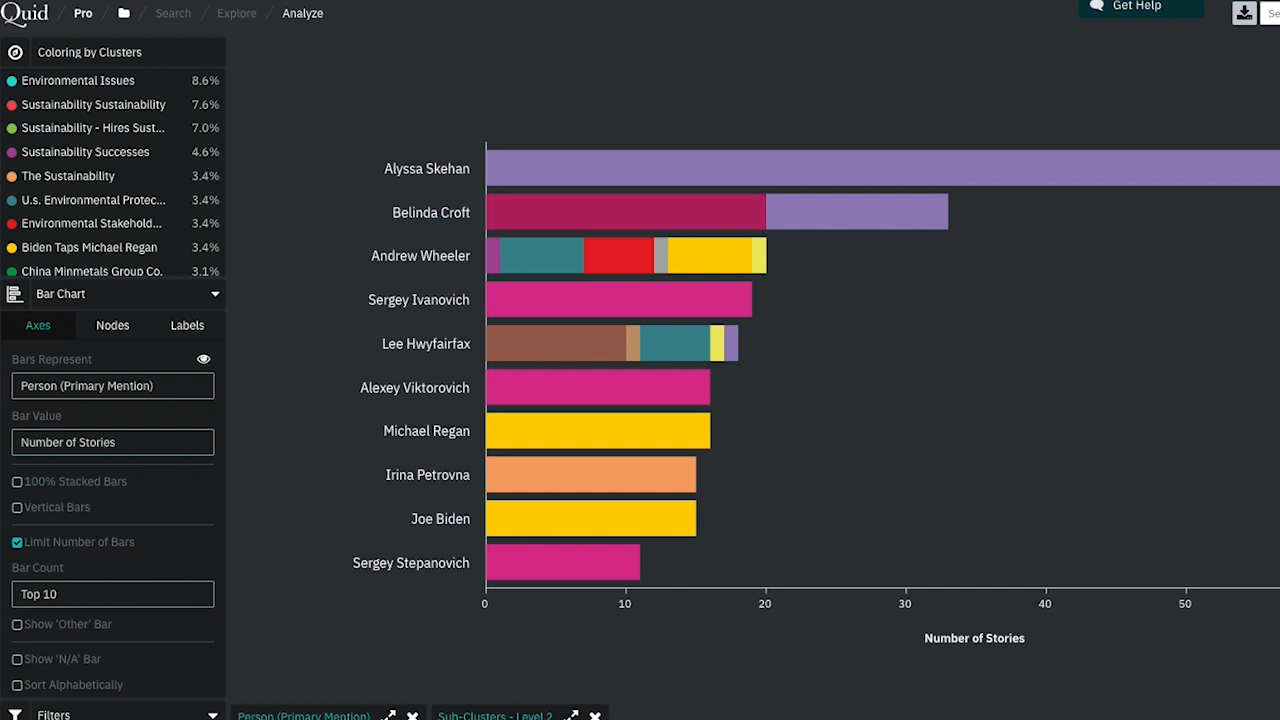 Quid / Pro / / Search / Explore / Analyze
Get Help
Se
Coloring by Clusters
Environmental Issues 8.6%
Sustainability Sustainability 7.6%
Sustainability - Hires Sust... 7.0%
Sustainability Successes 4.6%
The Sustainability 3.4%
U.s. Environmental Protec... 3.4%
Environmental Stakehold... 3.4%
Biden Taps Michael Regan 3.4%
China Minmetals Group Co. 3.1%
Bar Chart
Axes Nodes Labels
Bars Represent
Person (Primary Mention)
Bar Value
Number of Stories
100% Stacked Bars
Vertical Bars
Limit Number of Bars
Bar Count
Top 10
Show 'Other' Bar
Show 'N/A' Bar
Sort Alphabetically
Filters
Alyssa Skehan
Belinda Croft
Andrew Wheeler
Sergey Ivanovich
Lee Hwyfairfax
Alexey Viktorovich
Michael Regan
Irina Petrovna
Joe Biden
Sergey Stepanovich
0 10 20 30 40 50
Number of Stories
Person (Primary Mention) Sub-Clusters - Level 2